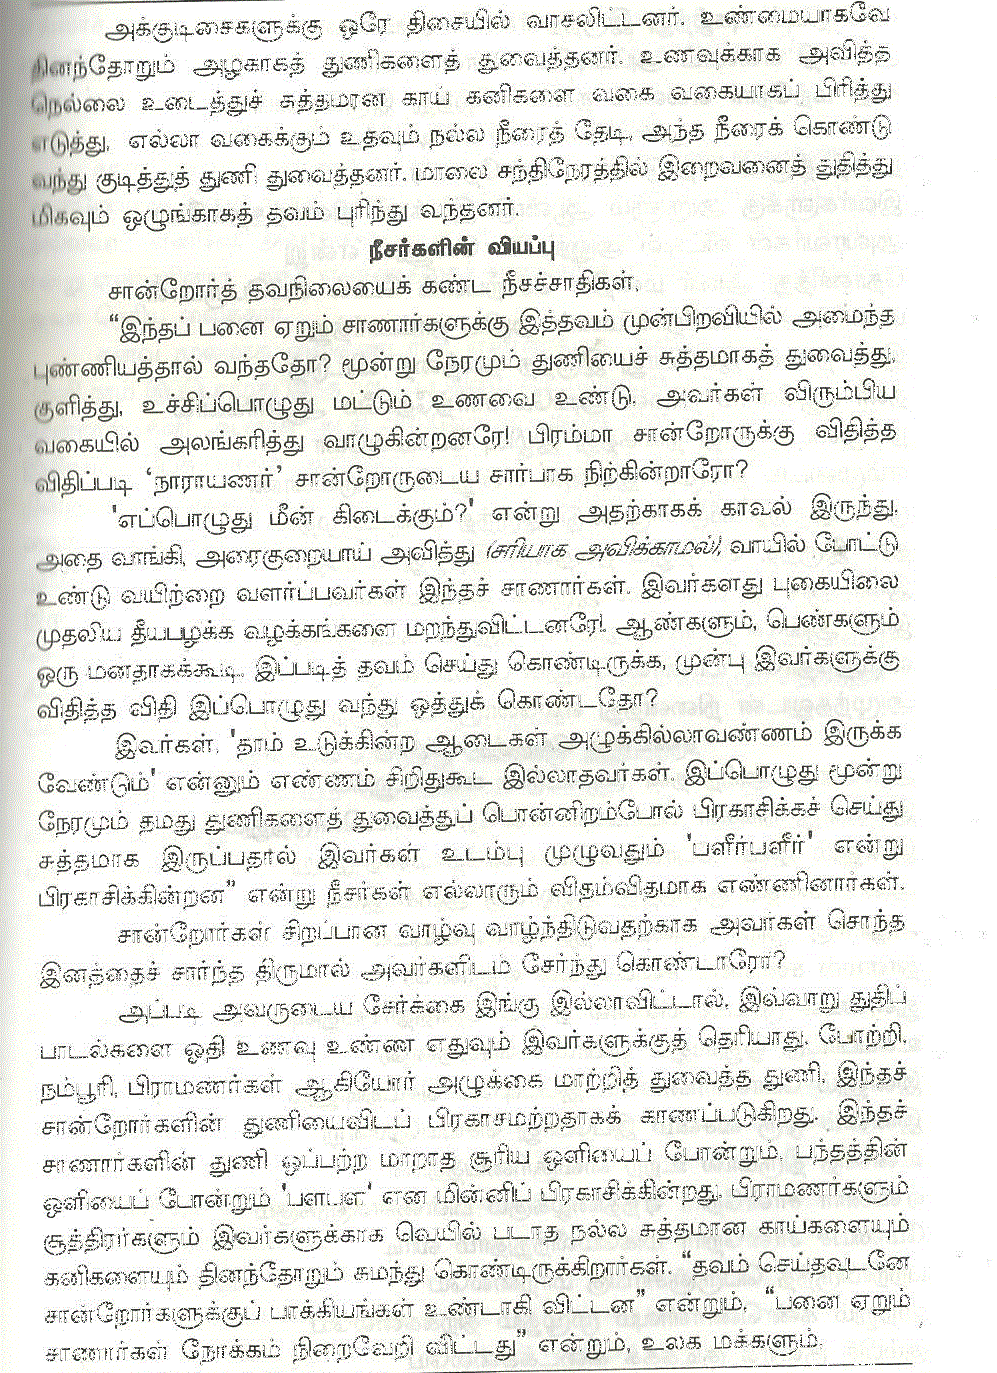 அக்குடிசைகளுக்கு ஒரே திசையில் வாசலிட்டனர். உண்மையாகவே
தினந்தோறும் அழகாகத் துணிகளைத் துவைத்தனர். உணவுக்காக அவித்த
நெல்லை உடைத்துச் சுத்தமான காய் கனிகளை வகை வகையாகப் பிரித்து
எடுத்து, எல்லா வகைக்கும் உதவும் நல்ல நீரைத் தேடி, அந்த நீரைக் கொண்டு
வந்து குடித்துத் துணி துவைத்தனர். மாலை சந்திநேரத்தில் இறைவனைத் துதித்து
மிகவும் ஒழுங்காகத் தவம் புரிந்து வந்தனர்.
நீசர்களின் வியப்பு
சான்றோர்த் தவநிலையைக் கண்ட நீசச்சாதிகள்,
“இந்தப் பனை ஏறும் சாணார்களுக்கு இத்தவம் முன்பிறவியில் அமைந்த
புண்ணியத்தால் வந்ததோ? மூன்று நேரமும் துணியைச் சுத்தமாகத் துவைத்து,
குளித்து, உச்சிப்பொழுது மட்டும் உணவை உண்டு, அவர்கள் விரும்பிய
வகையில் அலங்கரித்து வாழுகின்றனரே! பிரம்மா சான்றோருக்கு விதித்த
விதிப்படி ‘நாராயணர்’ சான்றோருடைய சார்பாக நிற்கின்றாரோ?
'எப்பொழுது மீன் கிடைக்கும்?' என்று அதற்காகக் காவல் இருந்து,
அதை வாங்கி, அரைகுறையாய் அவித்து (சரியாக அவிக்காமல்), வாயில் போட்டு
உண்டு வயிற்றை வளர்ப்பவர்கள் இந்தச் சாணார்கள். இவர்களது புகையிலை
முதலிய தீயபழக்க வழக்கங்களை மறந்துவிட்டனரே!. ஆண்களும், பெண்களும்
ஒரு மனதாகக்கூடி, இப்படித் தவம் செய்து கொண்டிருக்க, முன்பு இவர்களுக்கு
விதித்த விதி இப்பொழுது வந்து ஒத்துக் கொண்டதோ?
இவர்கள், 'தாம் உடுக்கின்ற ஆடைகள் அழுக்கில்லாவண்ணம் இருக்க
வேண்டும்' என்னும் எண்ணம் சிறிதுகூட இல்லாதவர்கள். இப்பொழுது மூன்று
நேரமும் தமது துணிகளைத் துவைத்துப் பொன்னிறம்போல் பிரகாசிக்கச் செய்து
சுத்தமாக இருப்பதால் இவர்கள் உடம்பு முழுவதும் 'பளீர்பளீர்' என்று
பிரகாசிக்கின்றன” என்று நீசர்கள் எல்லாரும் விதம்விதமாக எண்ணினார்கள்.
சான்றோர்கள் சிறப்பான வாழ்வு வாழ்ந்திடுவதற்காக அவர்கள் சொந்த
இனத்தைச் சார்ந்த திருமால் அவர்களிடம் சேர்ந்து கொண்டாரோ?
அப்படி அவருடைய சேர்க்கை இங்கு இல்லாவிட்டால், இவ்வாறு துதிப்
பாடல்களை ஓதி உணவு உண்ண எதுவும் இவர்களுக்குத் தெரியாது. போற்றி,
நம்பூரி, பிராமணர்கள் ஆகியோர் அழுக்கை மாற்றித் துவைத்த துணி, இந்தச்
சான்றோர்களின் துணியைவிடப் பிரகாசமற்றதாகக் காணப்படுகிறது. இந்தச்
சாணார்களின் துணி ஒப்பற்ற மாறாத சூரிய ஒளியைப் போன்றும், பந்தத்தின்
ஒளியைப் போன்றும் 'பளபள' என மின்னிப் பிரகாசிக்கின்றது. பிராமணர்களும்
சூத்திரர்களும் இவர்களுக்காக வெயில் படாத நல்ல சுத்தமான காய்களையும்
கனிகளையும் தினந்தோறும் சுமந்து கொண்டிருக்கிறார்கள். “தவம் செய்தவுடனே
சான்றோர்களுக்குப் பாக்கியங்கள் உண்டாகி விட்டன” என்றும், “பனை ஏறும்
சாணார்கள் நோக்கம் நிறைவேறி விட்டது” என்றும், உலக மக்களும்,